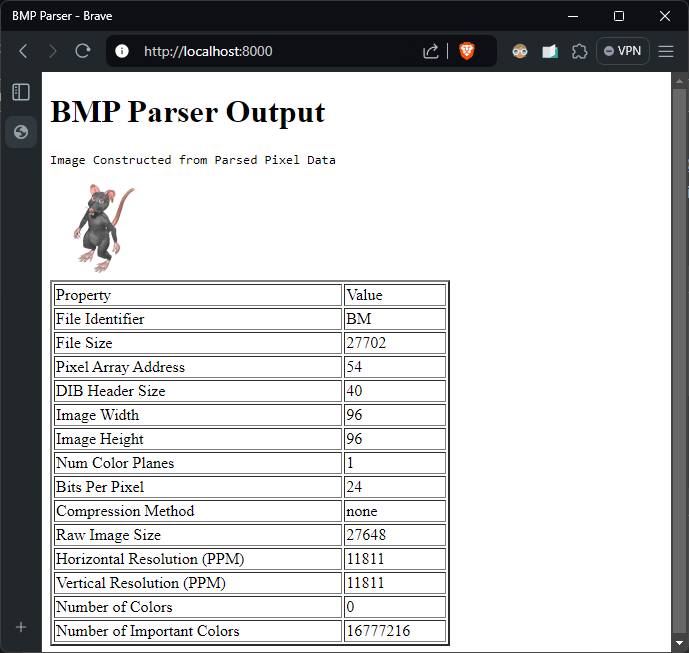 BMP Parser - Brave
http://localhost:8000
VPN
BMP Parser Output
Image Constructed from Parsed Pixel Data
Property Value
File Identifier BM
File Size 27702
Pixel Array Address 54
DIB Header Size 40
Image Width 96
Image Height 96
Num Color Planes 1
Bits Per Pixel 24
Compression Method none
Raw Image Size 27648
Horizontal Resolution (PPM) 11811
Vertical Resolution (PPM) 11811
Number of Colors 0
Number of Important Colors 16777216